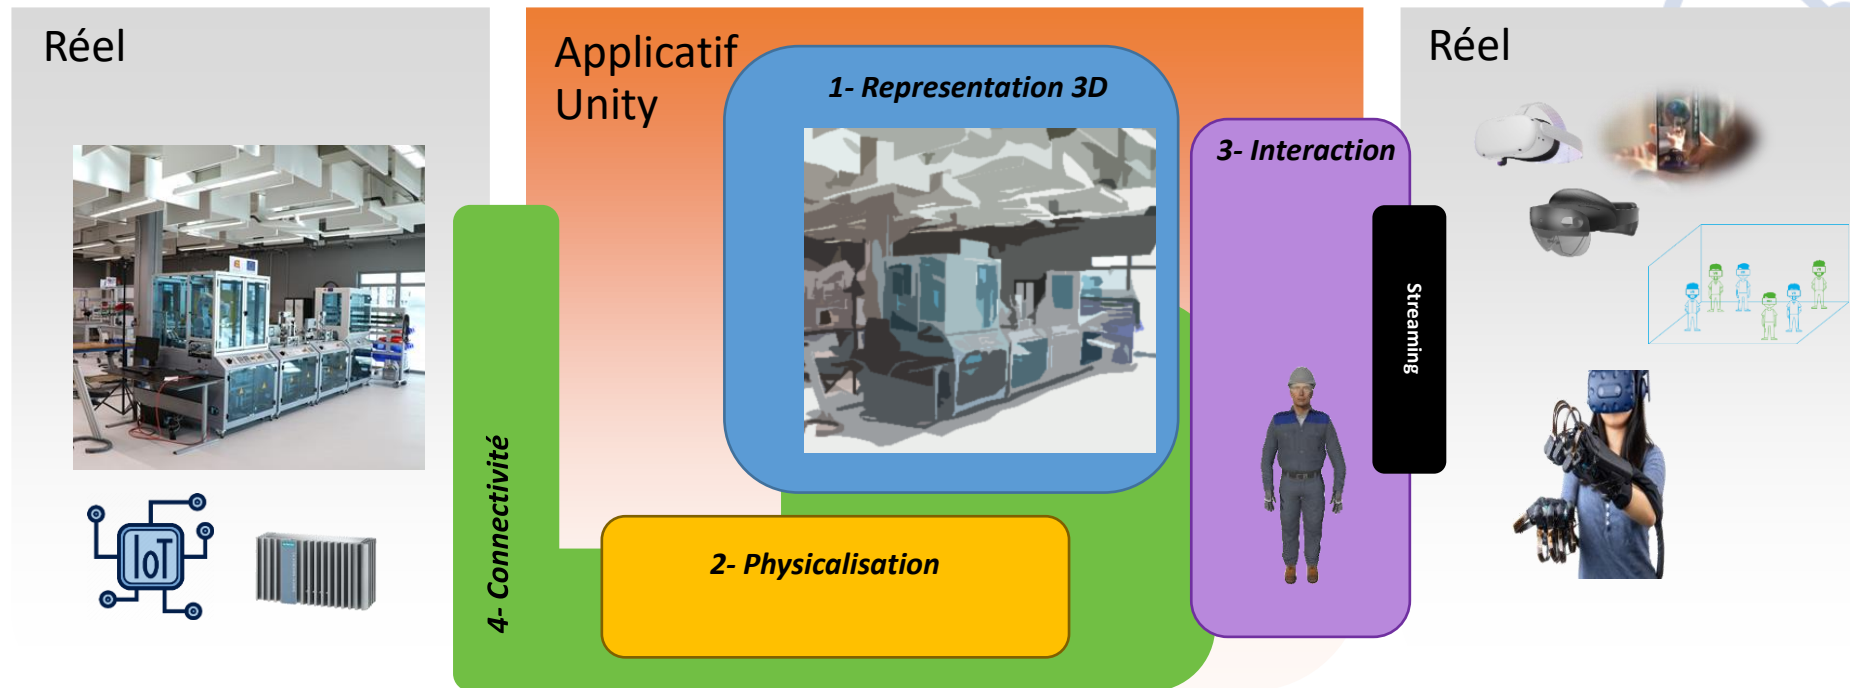 Réel
Applicatif
Unity
1- Representation 3D
3- Interaction
Réel
Streaming
4- Connectivité
2- Physicalisation
IoT